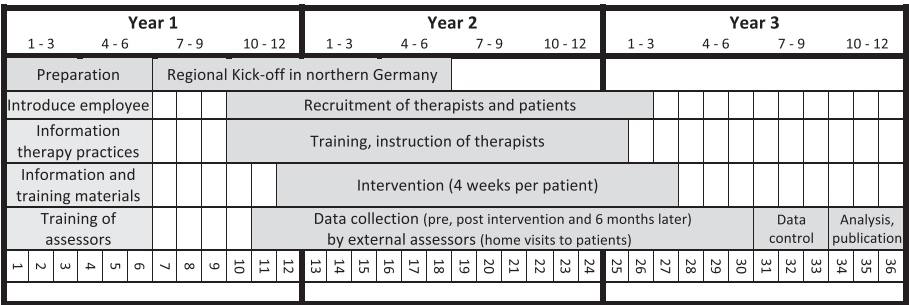 Year 1 Year 2 Year 3
1 - 3 4 - 6 7 - 9 10 - 12 1 - 3 4 - 6 7 - 9 10 - 12 1 - 3 4 - 6 7 - 9 10 - 12
Preparation Regional Kick-off in northern Germany
Introduce employee Recruitment of therapists and patients
Information
therapy practices
Training, instruction of therapists
Information and
training materials
Intervention (4 weeks per patient)
Training of
assessors
Data collection (pre, post intervention and 6 months later)
by external assessors (home visits to patients)
Data
control
Analysis,
publication
1 2 3 4 5 6 7 8 9 10 11 12 13 14 15 16 17 18 19 20 21 22 23 24 25 26 27 28 29 30 31 32 33 34 35 36